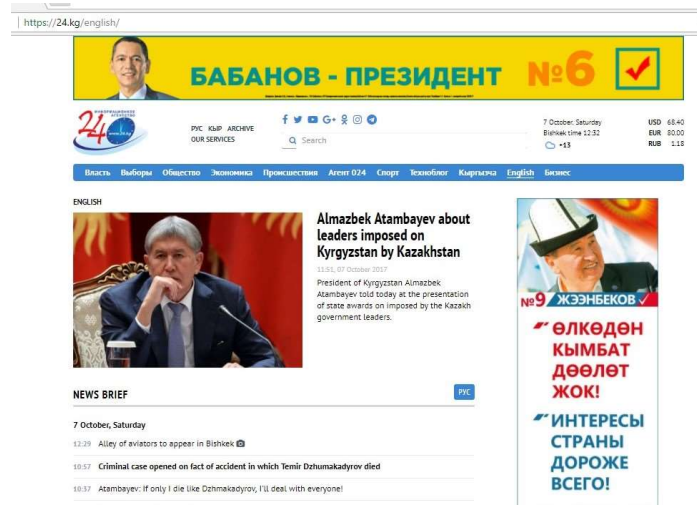 https://24.kg/english/
БАБАНОВ - ПРЕЗИДЕНТ №6
24
ИНФОРМАЦИОННОЕ
АГЕНТСТВО
www.24.kg
РУС КЫР ARCHIVE
OUR SERVICES
Search
7 October, Saturday
Bishkek time 12:32
+13
USD 68.40
EUR 80.00
RUB 1.18
Власть Выборы Общество Экономика Происшествия Агент 024 Спорт Техноблог Кыргызча English Бизнес
ENGLISH
Almazbek Atambayev about
leaders imposed on
Kyrgyzstan by Kazakhstan
11:51, 07 October 2017
President of Kyrgyzstan Almazbek
Atambayev told today at the presentation
of state awards on imposed by the Kazakh
government leaders.
NEWS BRIEF
РУС
7 October, Saturday
12:29 Alley of aviators to appear in Bishkek
10:57 Criminal case opened on fact of accident in which Temir Dzhumakadyrov died
10:37 Atambayev: If only I die like Dzhmakadyrov, I'll deal with everyone!
№9 ЖЭЭНБЕКОВ
ӨЛКӨДӨН
КЫМБАТ
ДӨӨЛӨТ
ЖОК!
ИНТЕРЕСЫ
СТРАНЫ
ДОРОЖЕ
ВСЕГО!